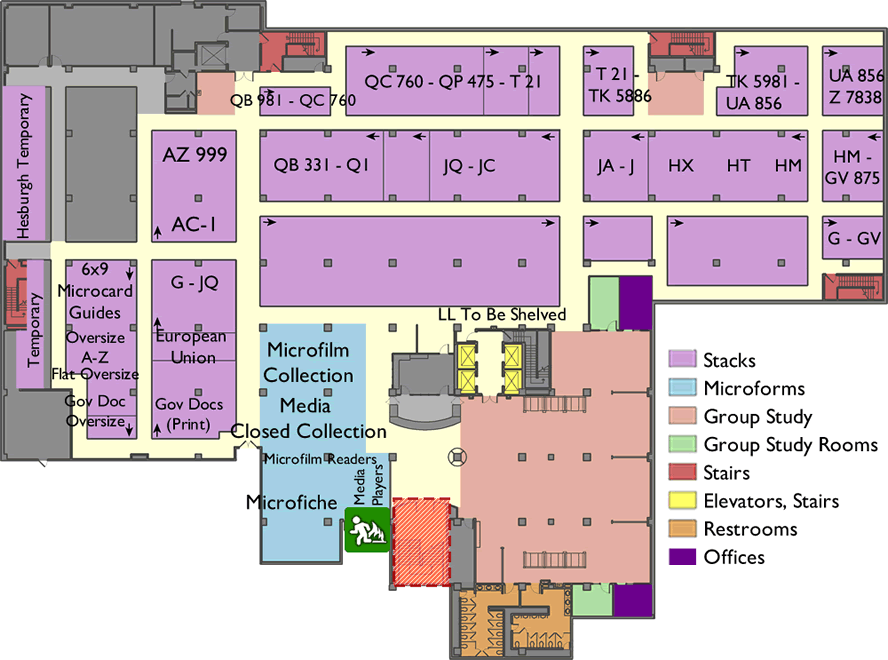 QC 760 - QP 475 - T 21
T 21 -
TK 5886
TK 5981 -
UA 856
UA 856
Z 7838
QB 981 - QC 760
Hesburgh Temporary
AZ 999
AC-1
QB 331 - Q1
JQ - JC
JA - J
HX
HT
HM
HM -
GV 875
G - GV
Temporary
6x9
Microcard
Guides
Oversize
A-Z
Flat Oversize
Gov Doc
Oversize
G - JQ
European
Union
Gov Docs
(Print)
LL To Be Shelved
Microfilm
Collection
Media
Closed Collection
Microfilm Readers
Media
Players
Microfiche
Stacks
Microforms
Group Study
Group Study Rooms
Stairs
Elevators, Stairs
Restrooms
Offices